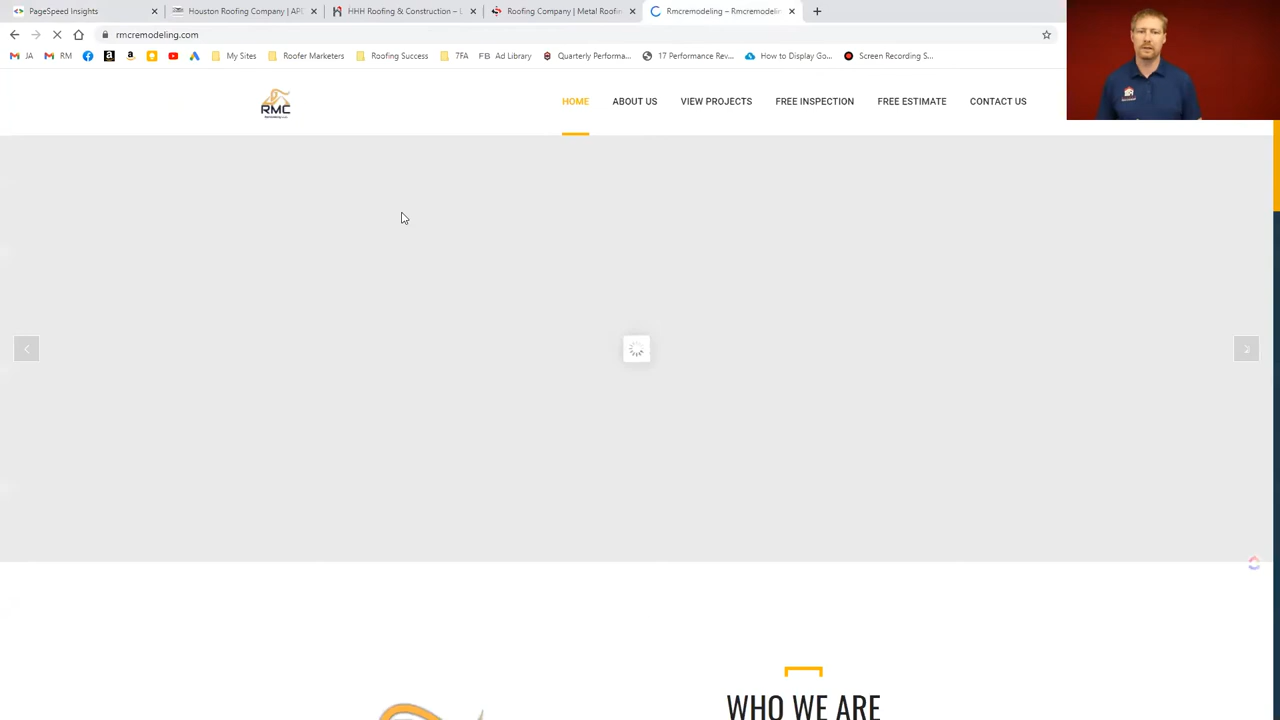 PageSpeed Insights
Houston Roofing Company | AP
HHH Roofing & Construction – L
Roofing Company | Metal Roofin
Rmcremodeling – Rmcremodelin
rmcremodeling.com
JA
RM
My Sites
Roofer Marketers
Roofing Success
7FA
FB Ad Library
Quarterly Performa...
17 Performance Rev...
How to Display Go...
Screen Recording S...
RMC
HOME
ABOUT US
VIEW PROJECTS
FREE INSPECTION
FREE ESTIMATE
CONTACT US
WHO WE ARE